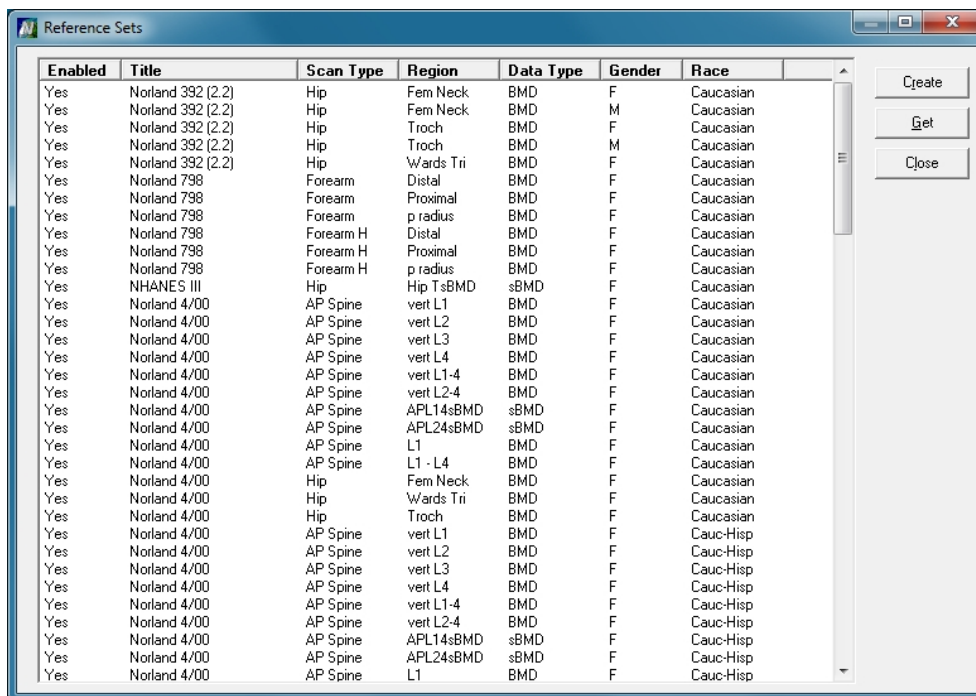 Reference Sets
Enabled Title Scan Type Region Data Type Gender Race
Yes Norland 392 (2.2) Hip Fem Neck BMD F Caucasian
Yes Norland 392 (2.2) Hip Fem Neck BMD M Caucasian
Yes Norland 392 (2.2) Hip Troch BMD F Caucasian
Yes Norland 392 (2.2) Hip Troch BMD M Caucasian
Yes Norland 392 (2.2) Hip Wards Tri BMD F Caucasian
Yes Norland 798 Forearm Distal BMD F Caucasian
Yes Norland 798 Forearm Proximal BMD F Caucasian
Yes Norland 798 Forearm p radius BMD F Caucasian
Yes Norland 798 Forearm H Distal BMD F Caucasian
Yes Norland 798 Forearm H Proximal BMD F Caucasian
Yes Norland 798 Forearm H p radius BMD F Caucasian
Yes NHANES III Hip Hip TsBMD sBMD F Caucasian
Yes Norland 4/00 AP Spine vert L1 BMD F Caucasian
Yes Norland 4/00 AP Spine vert L2 BMD F Caucasian
Yes Norland 4/00 AP Spine vert L3 BMD F Caucasian
Yes Norland 4/00 AP Spine vert L4 BMD F Caucasian
Yes Norland 4/00 AP Spine vert L1-4 BMD F Caucasian
Yes Norland 4/00 AP Spine vert L2-4 BMD F Caucasian
Yes Norland 4/00 AP Spine APL14sBMD sBMD F Caucasian
Yes Norland 4/00 AP Spine APL24sBMD sBMD F Caucasian
Yes Norland 4/00 AP Spine L1 BMD F Caucasian
Yes Norland 4/00 AP Spine L1 - L4 BMD F Caucasian
Yes Norland 4/00 Hip Fem Neck BMD F Caucasian
Yes Norland 4/00 Hip Wards Tri BMD F Caucasian
Yes Norland 4/00 Hip Troch BMD F Caucasian
Yes Norland 4/00 AP Spine vert L1 BMD F Cauc-Hisp
Yes Norland 4/00 AP Spine vert L2 BMD F Cauc-Hisp
Yes Norland 4/00 AP Spine vert L3 BMD F Cauc-Hisp
Yes Norland 4/00 AP Spine vert L4 BMD F Cauc-Hisp
Yes Norland 4/00 AP Spine vert L1-4 BMD F Cauc-Hisp
Yes Norland 4/00 AP Spine vert L2-4 BMD F Cauc-Hisp
Yes Norland 4/00 AP Spine APL14sBMD sBMD F Cauc-Hisp
Yes Norland 4/00 AP Spine APL24sBMD sBMD F Cauc-Hisp
Yes Norland 4/00 AP Spine L1 BMD F Cauc-Hisp
Create
Get
Close